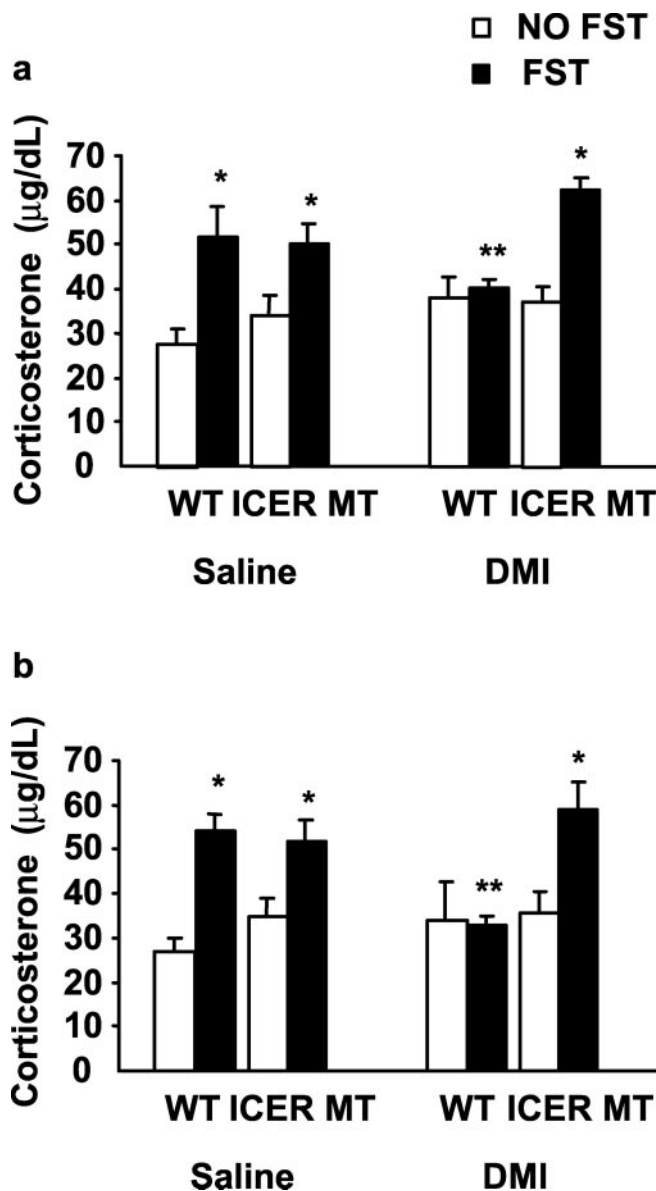 NO FST
FST
a
Corticosterone (μg/dL)
70
60
50
40
30
20
10
0
*
*
**
*
WT ICER MT
WT ICER MT
Saline
DMI
b
Corticosterone (μg/dL)
70
60
50
40
30
20
10
0
*
*
**
*
WT ICER MT
WT ICER MT
Saline
DMI